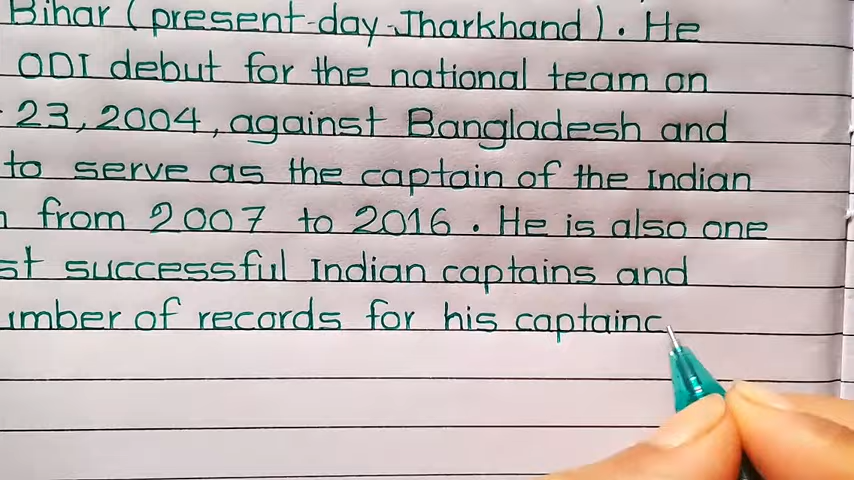 Bihar (present-day Jharkhand). He
ODI debut for the national team on
23, 2004, against Bangladesh and
to serve as the captain of the Indian
from 2007 to 2016. He is also one
successful Indian captains and
of records for his captainc